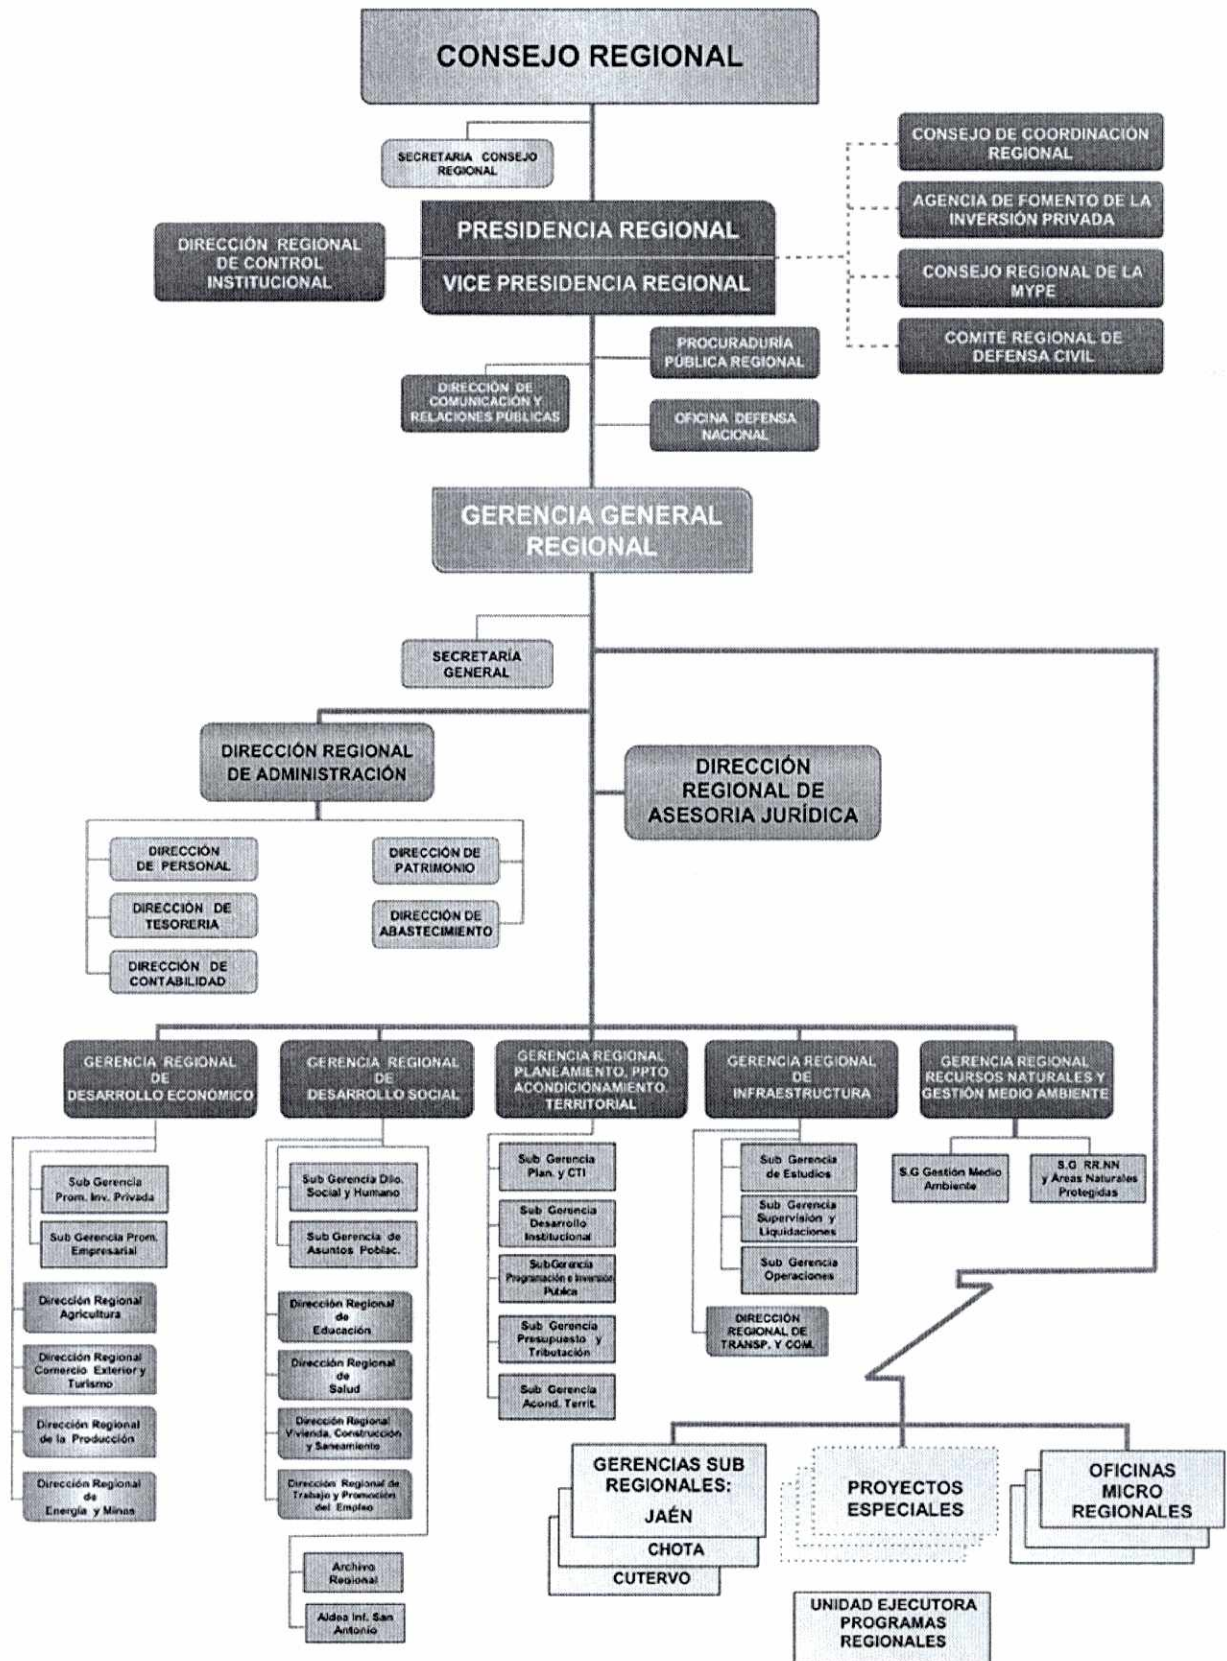 CONSEJO REGIONAL
SECRETARIA CONSEJO
REGIONAL
CONSEJO DE COORDINACIÓN
REGIONAL
AGENCIA DE FOMENTO DE LA
INVERSIÓN PRIVADA
CONSEJO REGIONAL DE LA
MYPE
COMITÉ REGIONAL DE
DEFENSA CIVIL
DIRECCIÓN REGIONAL
DE CONTROL
INSTITUCIONAL
PRESIDENCIA REGIONAL
VICE PRESIDENCIA REGIONAL
PROCURADURÍA
PÚBLICA REGIONAL
DIRECCIÓN DE
COMUNICACIÓN Y
RELACIONES PÚBLICAS
OFICINA DEFENSA
NACIONAL
GERENCIA GENERAL
REGIONAL
SECRETARÍA
GENERAL
DIRECCIÓN REGIONAL
DE ADMINISTRACIÓN
DIRECCIÓN
REGIONAL DE
ASESORIA JURÍDICA
DIRECCIÓN
DE PERSONAL
DIRECCIÓN DE
TESORERIA
DIRECCIÓN DE
CONTABILIDAD
DIRECCIÓN DE
PATRIMONIO
DIRECCIÓN DE
ABASTECIMIENTO
GERENCIA REGIONAL
DE
DESARROLLO ECONÓMICO
Sub Gerencia
Prom. Inv. Privada
Sub Gerencia Prom.
Empresarial
Dirección Regional
Agricultura
Dirección Regional
Comercio Exterior y
Turismo
Dirección Regional
de la Producción
Dirección Regional
de
Energía y Minas
GERENCIA REGIONAL
DE
DESARROLLO SOCIAL
Sub Gerencia Dllo.
Social y Humano
Sub Gerencia de
Asuntos Poblac.
Dirección Regional
de
Educación
Dirección Regional
de
Salud
Dirección Regional
Vivienda, Construcción
y Saneamiento
Dirección Regional de
Trabajo y Promoción
del Empleo
Archivo
Regional
Aldea Inf. San
Antonio
GERENCIA REGIONAL
PLANEAMIENTO, PPTO
ACONDICIONAMIENTO.
TERRITORIAL
Sub Gerencia
Plan. y CTI
Sub Gerencia
Desarrollo
Institucional
SubGerencia
Programación e Inversión
Publica
Sub Gerencia
Presupuesto y
Tributación
Sub Gerencia
Acond. Territ.
GERENCIA REGIONAL
DE
INFRAESTRUCTURA
Sub Gerencia
de Estudios
Sub Gerencia
Supervisión y
Liquidaciones
Sub Gerencia
Operaciones
DIRECCIÓN
REGIONAL DE
TRANSP. Y COM.
GERENCIA REGIONAL
RECURSOS NATURALES Y
GESTIÓN MEDIO AMBIENTE
S.G Gestión Medio
Ambiente
S.G RR.NN
y Áreas Naturales
Protegidas
GERENCIAS SUB
REGIONALES:
JAÉN
CHOTA
CUTERVO
PROYECTOS
ESPECIALES
OFICINAS
MICRO
REGIONALES
UNIDAD EJECUTORA
PROGRAMAS
REGIONALES